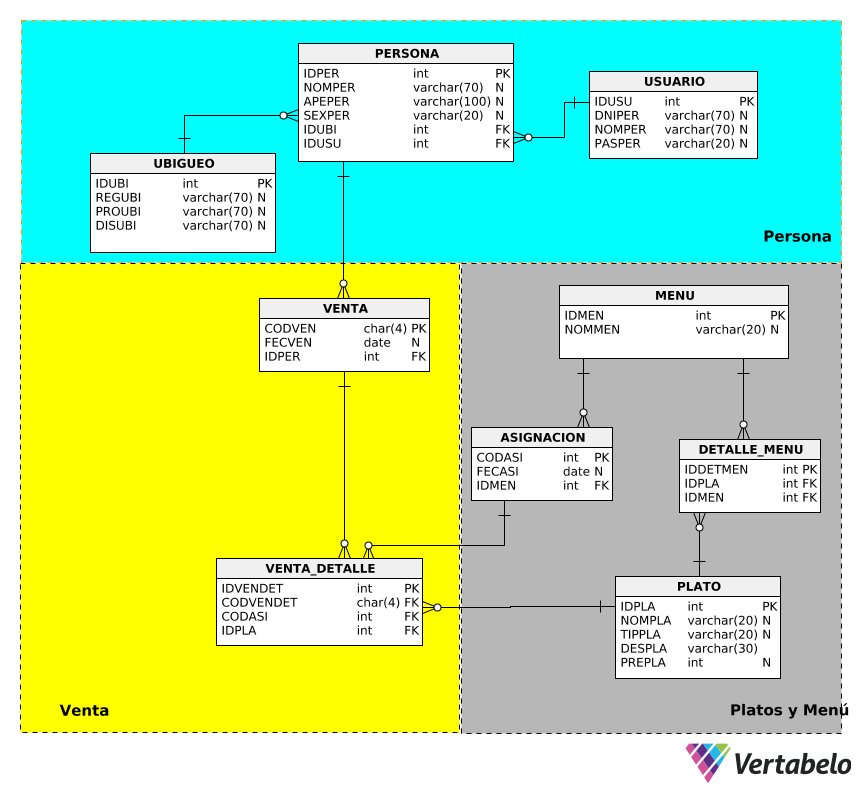 PERSONA
IDPER int PK
NOMPER varchar(70) N
APEPER varchar(100) N
SEXPER varchar(20) N
IDUBI int FK
IDUSU int FK
USUARIO
IDUSU int PK
DNIPER varchar(70) N
NOMPER varchar(70) N
PASPER varchar(20) N
UBIGUEO
IDUBI int PK
REGUBI varchar(70) N
PROUBI varchar(70) N
DISUBI varchar(70) N
Persona
VENTA
CODVEN char(4) PK
FECVEN date N
IDPER int FK
MENU
IDMEN int PK
NOMMEN varchar(20) N
ASIGNACION
CODASI int PK
FECASI date N
IDMEN int FK
DETALLE_MENU
IDDETMEN int PK
IDPLA int FK
IDMEN int FK
VENTA_DETALLE
IDVENDET int PK
CODVENDET char(4) FK
CODASI int FK
IDPLA int FK
PLATO
IDPLA int PK
NOMPLA varchar(20) N
TIPPLA varchar(20) N
DESPLA varchar(30)
PREPLA int N
Venta
Platos y Menú
Vertabelo